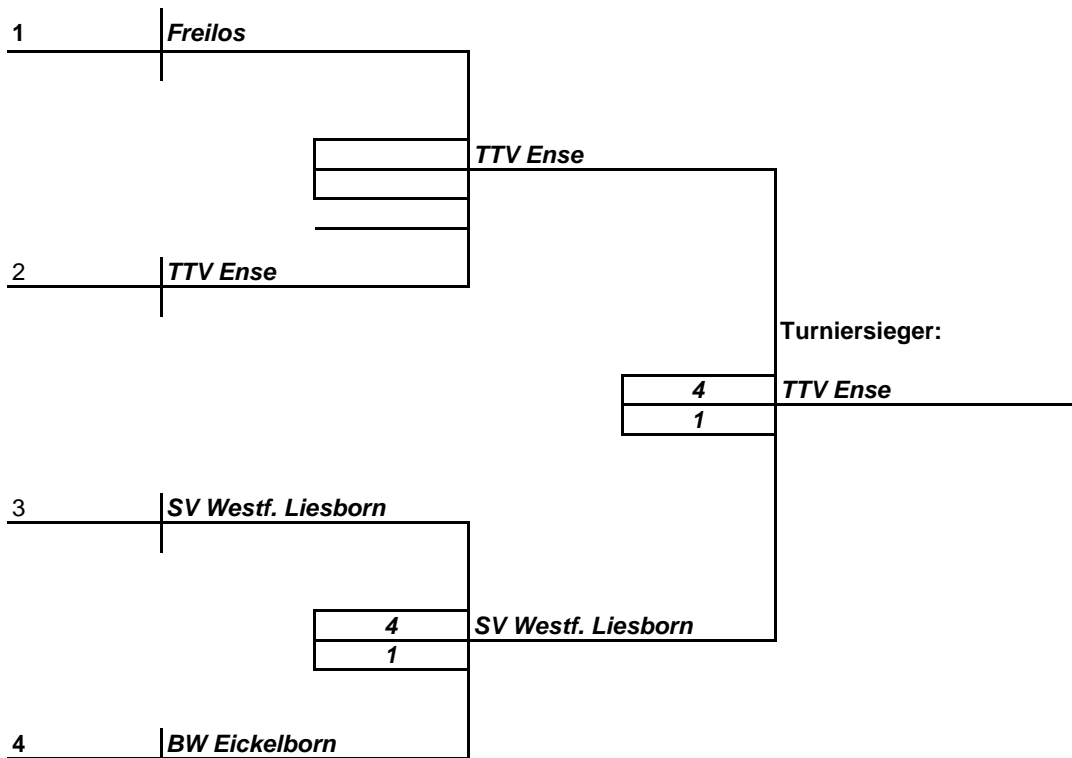 1 Freilos
TTV Ense
2 TTV Ense
Turniersieger:
4 TTV Ense
1
3 SV Westf. Liesborn
4 SV Westf. Liesborn
1
4 BW Eickelborn